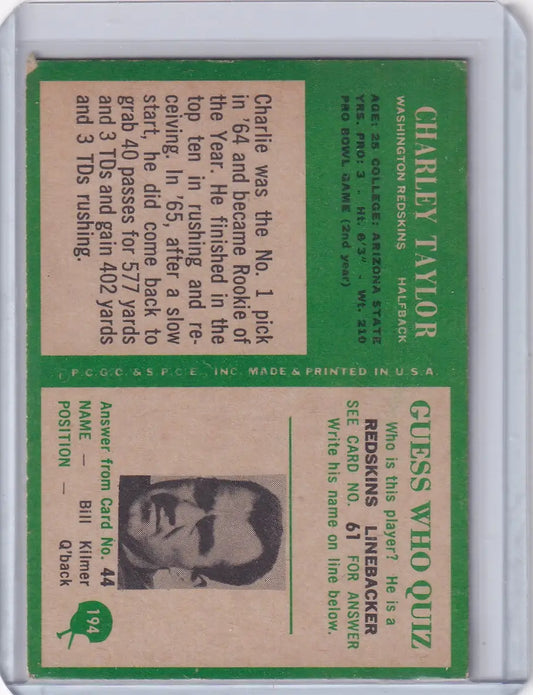 CHARLEY TAYLOR
WASHINGTON REDSKINS HALFBACK
AGE: 25 COLLEGE: ARIZONA STATE
YRS. PRO: 3 - Ht. 6'3" - Wt. 210
PRO BOWL GAME (2nd year)
Charlie was the No. 1 pick
in '64 and became Rookie of
the Year. He finished in the
top ten in rushing and re-
ceiving. In '65, after a slow
start, he did come back to
grab 40 passes for 577 yards
and 3 TDs and gain 402 yards
and 3 TDs rushing.
©P.C.G.C. & S.P.C.E., INC. MADE & PRINTED IN U.S.A.
GUESS WHO QUIZ
Who is this player? He is a
REDSKINS LINEBACKER
SEE CARD NO. 61 FOR ANSWER
Write his name on line below.
Answer from Card No. 44
NAME — Bill Kilmer
POSITION — Q'back
194